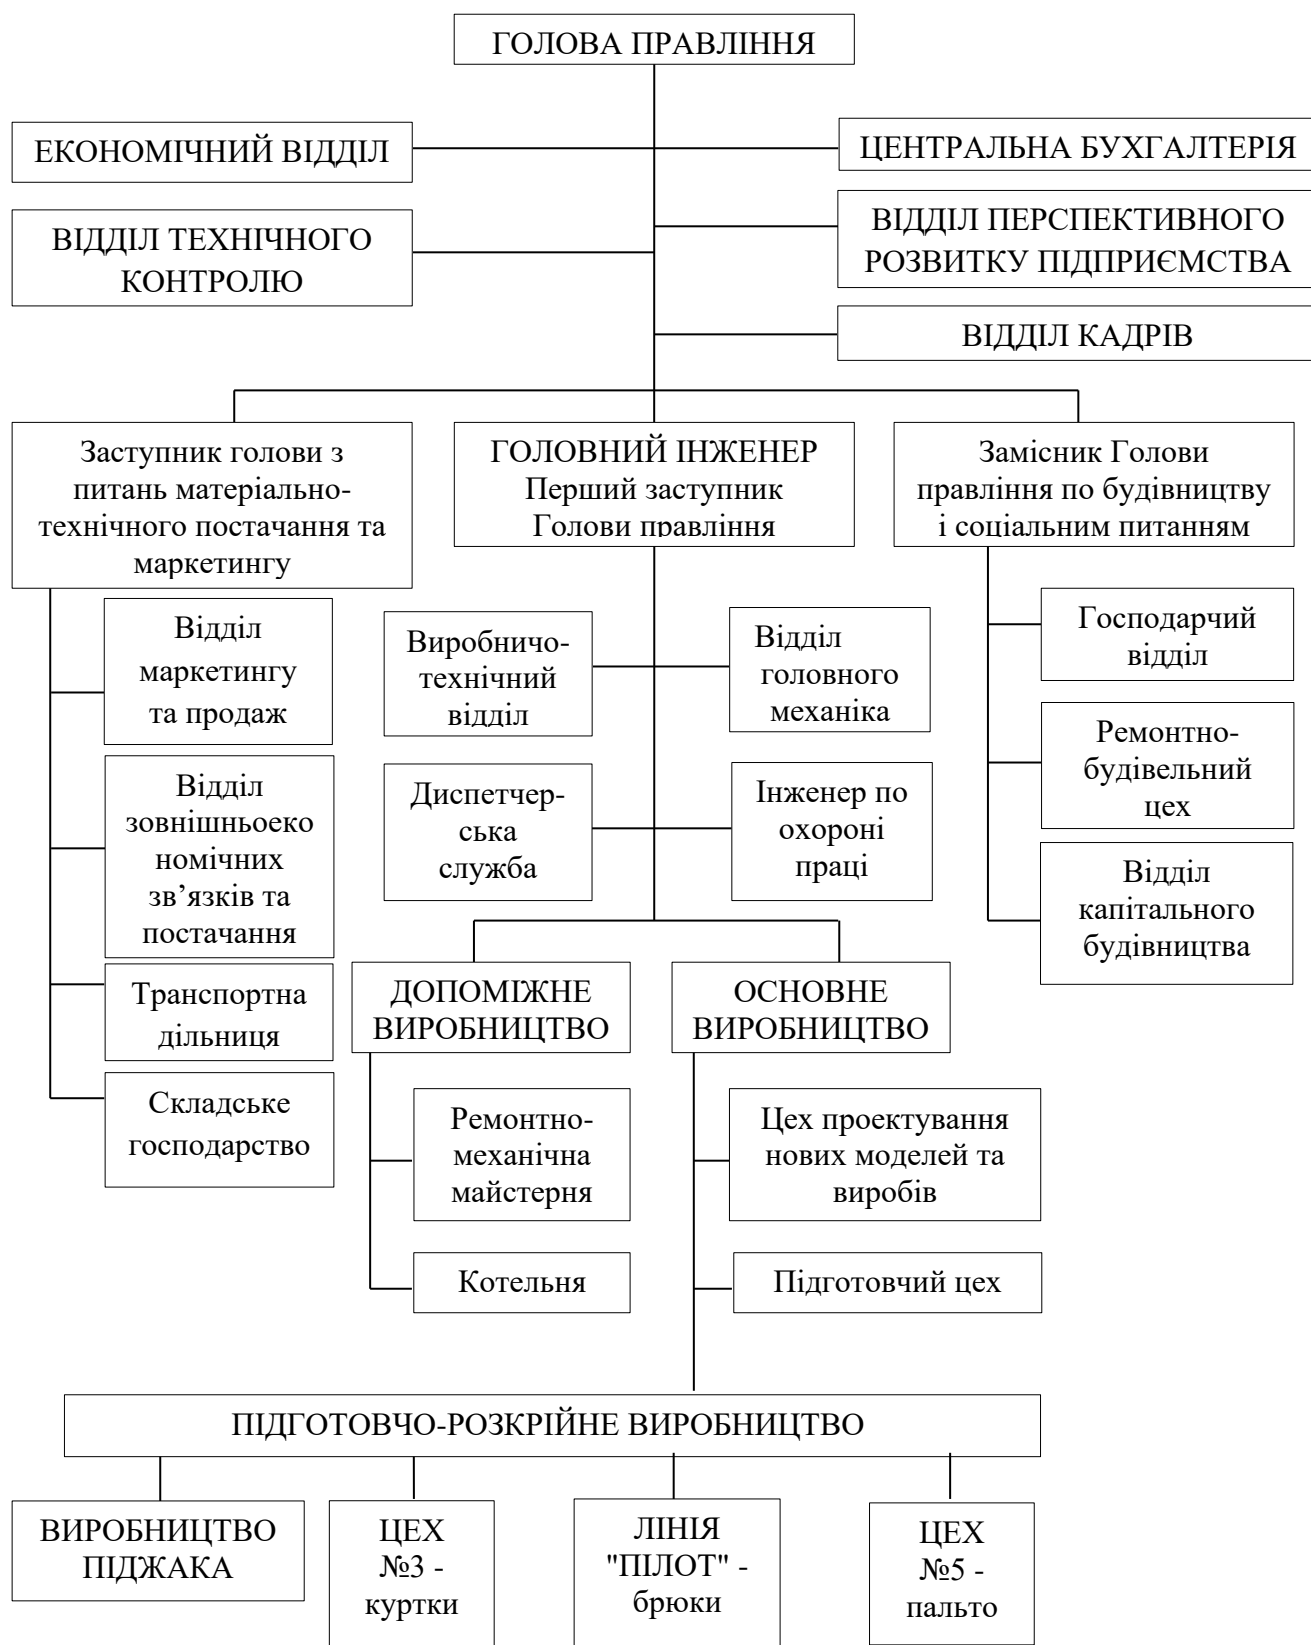 ГОЛОВА ПРАВЛІННЯ
ЕКОНОМІЧНИЙ ВІДДІЛ
ЦЕНТРАЛЬНА БУХГАЛТЕРІЯ
ВІДДІЛ ТЕХНІЧНОГО
КОНТРОЛЮ
ВІДДІЛ ПЕРСПЕКТИВНОГО
РОЗВИТКУ ПІДПРИЄМСТВА
ВІДДІЛ КАДРІВ
Заступник голови з
питань матеріально-
технічного постачання та
маркетингу
ГОЛОВНИЙ ІНЖЕНЕР
Перший заступник
Голови правління
Замісник Голови
правління по будівництву
і соціальним питанням
Відділ
маркетингу
та продаж
Відділ
зовнішньоеко
номічних
зв’язків та
постачання
Транспортна
дільниця
Складське
господарство
Виробничо-
технічний
відділ
Відділ
головного
механіка
Диспетчер-
ська
служба
Інженер по
охороні
праці
Господарчий
відділ
Ремонтно-
будівельний
цех
Відділ
капітального
будівництва
ДОПОМІЖНЕ
ВИРОБНИЦТВО
ОСНОВНЕ
ВИРОБНИЦТВО
Ремонтно-
механічна
майстерня
Котельня
Цех проектування
нових моделей та
виробів
Підготовчий цех
ПІДГОТОВЧО-РОЗКРІЙНЕ ВИРОБНИЦТВО
ВИРОБНИЦТВО
ПІДЖАКА
ЦЕХ
№3 -
куртки
ЛІНІЯ
"ПІЛОТ" -
брюки
ЦЕХ
№5 -
пальто